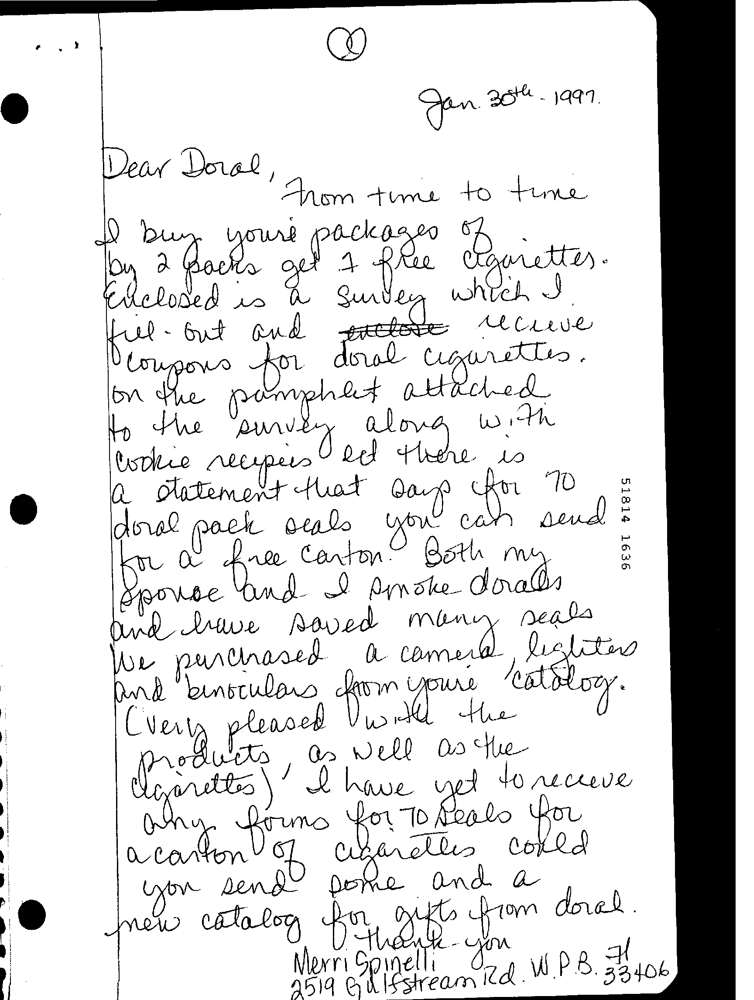 Jan. 30th - 1997.
Dear Doral,
From time to time
I buy youre packages of
by 2 packs get 1 free cigarettes.
Enclosed is a survey which I
fill-out and enclose recieve
coupons for doral cigarettes.
on the pamphlet attached
to the survey along with
cookie recipeis ect there is
a statement that says for 70
doral pack seals you can send
for a free carton. Both my
spouse and I smoke dorals
and have saved many seals
We purchased a camera, lighters
and binoculars from youre catalog.
(very pleased with the
products, as well as the
cigarettes) I have yet to recieve
any forms for 70 seals for
a carton of cigarettes could
you send some and a
new catalog for gifts from doral.
thank-you
Merri Spinelli
2519 Gulfstream Rd. W.P.B. Fl
33406
51814 1636